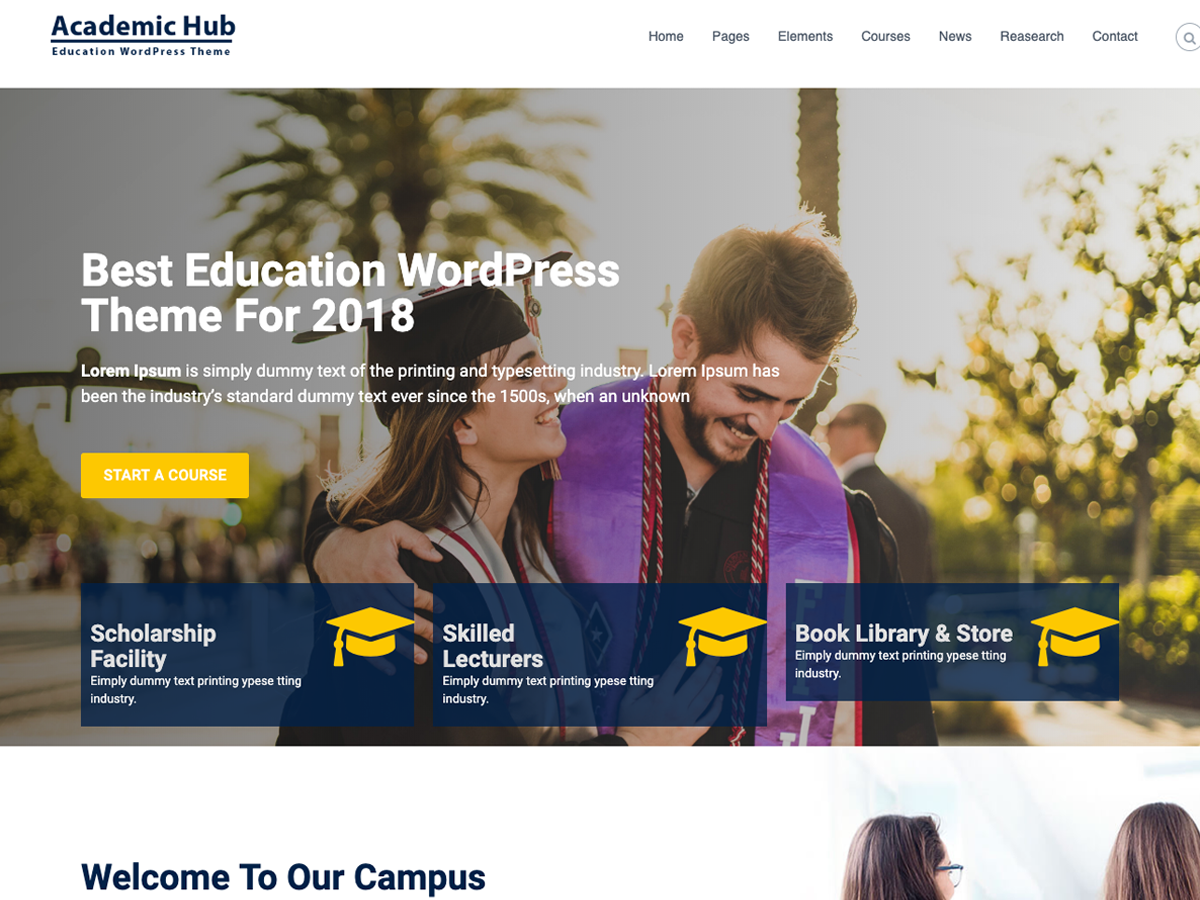 Academic Hub
Education WordPress Theme
Home Pages Elements Courses News Reasearch Contact
Best Education WordPress
Theme For 2018
Lorem Ipsum is simply dummy text of the printing and typesetting industry. Lorem Ipsum has
been the industry’s standard dummy text ever since the 1500s, when an unknown
START A COURSE
Scholarship
Facility
Eimply dummy text printing ypese tting
industry.
Skilled
Lecturers
Eimply dummy text printing ypese tting
industry.
Book Library & Store
Eimply dummy text printing ypese tting
industry.
Welcome To Our Campus